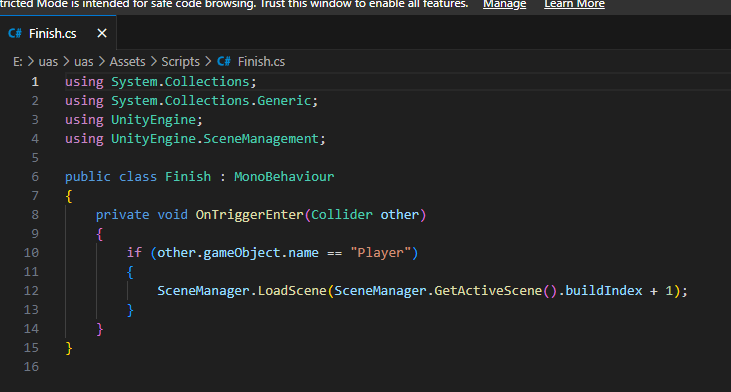 tricted Mode is intended for safe code browsing. Trust this window to enable all features. Manage Learn More
C# Finish.cs ×
E: > uas > uas > Assets > Scripts > C# Finish.cs
1 using System.Collections;
2 using System.Collections.Generic;
3 using UnityEngine;
4 using UnityEngine.SceneManagement;
5
6 public class Finish : MonoBehaviour
7 {
8 private void OnTriggerEnter(Collider other)
9 {
10 if (other.gameObject.name == "Player")
11 {
12 SceneManager.LoadScene(SceneManager.GetActiveScene().buildIndex + 1);
13 }
14 }
15 }
16